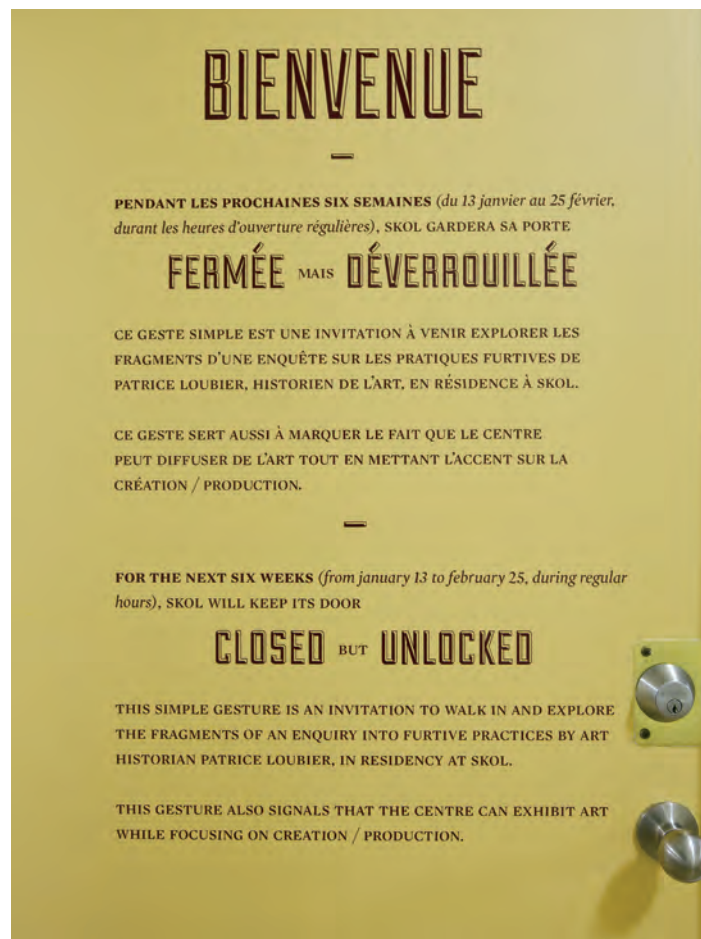 BIENVENUE
—
PENDANT LES PROCHAINES SIX SEMAINES (du 13 janvier au 25 février,
durant les heures d'ouverture régulières), SKOL GARDERA SA PORTE
FERMÉE MAIS DÉVERROUILLÉE
CE GESTE SIMPLE EST UNE INVITATION À VENIR EXPLORER LES
FRAGMENTS D'UNE ENQUÊTE SUR LES PRATIQUES FURTIVES DE
PATRICE LOUBIER, HISTORIEN DE L'ART, EN RÉSIDENCE À SKOL.
CE GESTE SERT AUSSI À MARQUER LE FAIT QUE LE CENTRE
PEUT DIFFUSER DE L'ART TOUT EN METTANT L'ACCENT SUR LA
CRÉATION / PRODUCTION.
—
FOR THE NEXT SIX WEEKS (from january 13 to february 25, during regular
hours), SKOL WILL KEEP ITS DOOR
CLOSED BUT UNLOCKED
THIS SIMPLE GESTURE IS AN INVITATION TO WALK IN AND EXPLORE
THE FRAGMENTS OF AN ENQUIRY INTO FURTIVE PRACTICES BY ART
HISTORIAN PATRICE LOUBIER, IN RESIDENCY AT SKOL.
THIS GESTURE ALSO SIGNALS THAT THE CENTRE CAN EXHIBIT ART
WHILE FOCUSING ON CREATION / PRODUCTION.